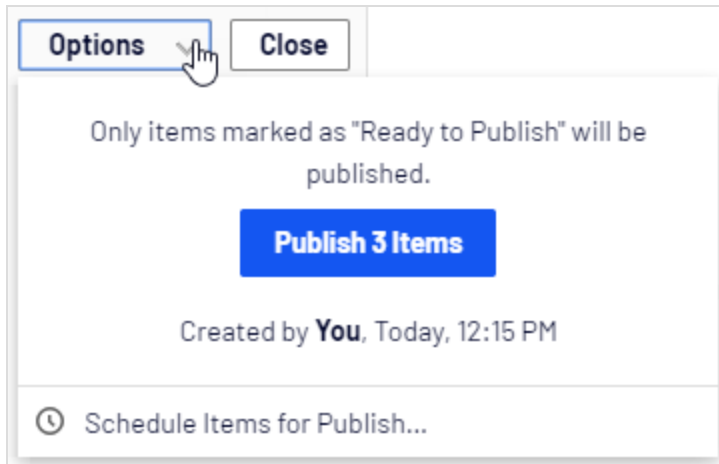 Options
Close
Only items marked as "Ready to Publish" will be
published.
Publish 3 Items
Created by You, Today, 12:15 PM
Schedule Items for Publish...